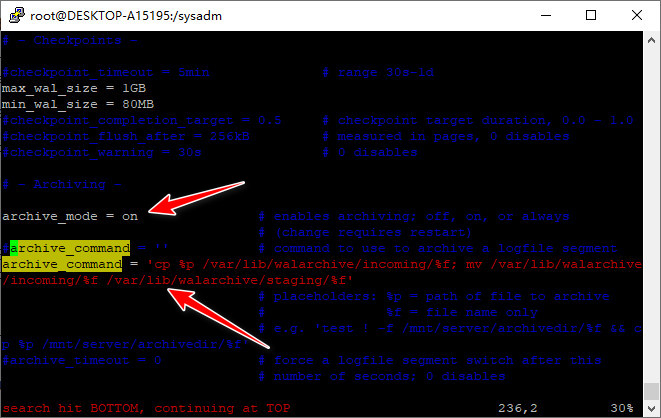 root@DESKTOP-A15195:/sysadm
# - Checkpoints -
#checkpoint_timeout = 5min # range 30s-1d
max_wal_size = 1GB
min_wal_size = 80MB
#checkpoint_completion_target = 0.5 # checkpoint target duration, 0.0 - 1.0
#checkpoint_flush_after = 256kB # measured in pages, 0 disables
#checkpoint_warning = 30s # 0 disables
# - Archiving -
archive_mode = on # enables archiving; off, on, or always
# (change requires restart)
#archive_command = '' # command to use to archive a logfile segment
archive_command = 'cp %p /var/lib/walarchive/incoming/%f; mv /var/lib/walarchive
/incoming/%f /var/lib/walarchive/staging/%f'
# placeholders: %p = path of file to archive
# %f = file name only
# e.g. 'test ! -f /mnt/server/archivedir/%f && c
p %p /mnt/server/archivedir/%f'
#archive_timeout = 0 # force a logfile segment switch after this
# number of seconds; 0 disables
search hit BOTTOM, continuing at TOP 236,2 30%